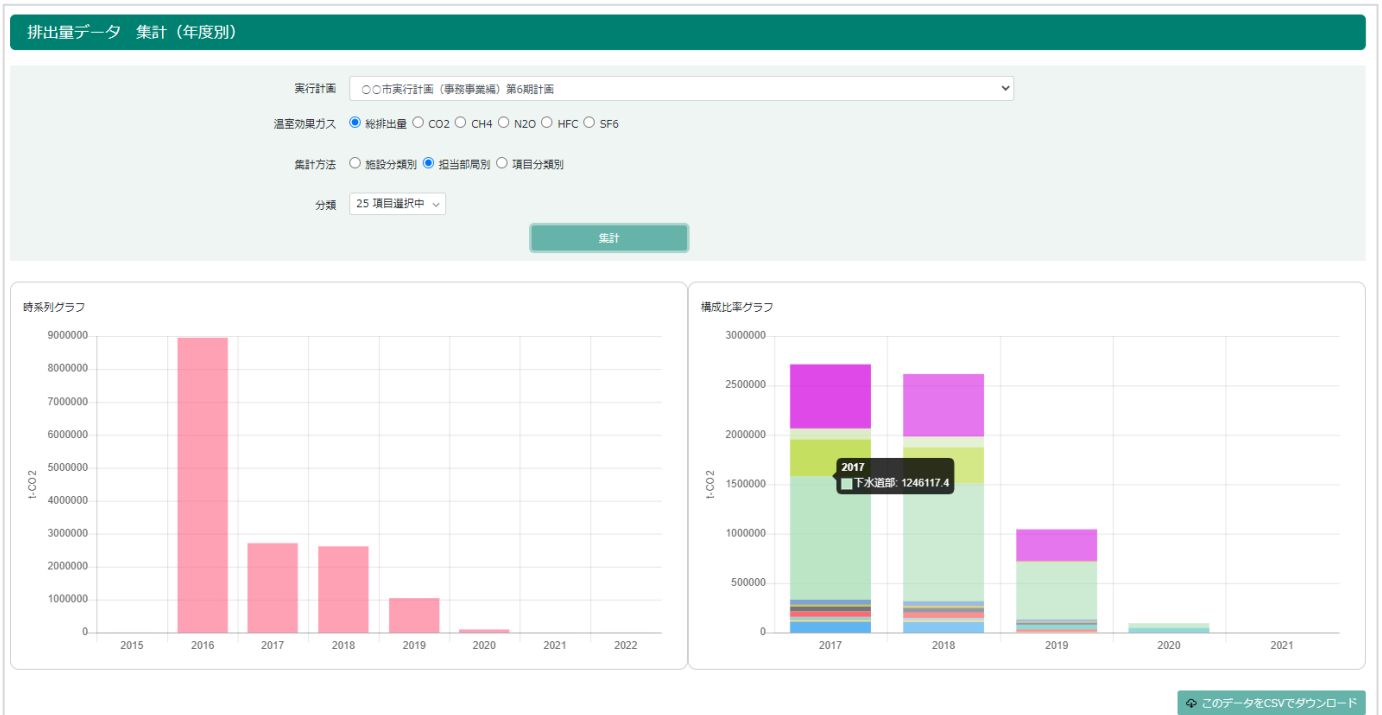 排出量データ　集計（年度別）
実行計画 ○○市実行計画（事務事業編）第6期計画
温室効果ガス 総排出量 CO2 CH4 N2O HFC SF6
集計方法 施設分類別 担当部局別 項目分類別
分類 25 項目選択中
集計
時系列グラフ
9000000
8000000
7000000
6000000
5000000
4000000
3000000
2000000
1000000
0
t-CO2
2015 2016 2017 2018 2019 2020 2021 2022
構成比率グラフ
3000000
2500000
2000000
1500000
1000000
500000
0
t-CO2
2017
下水道部: 1246117.4
2017 2018 2019 2020 2021
このデータをCSVでダウンロード